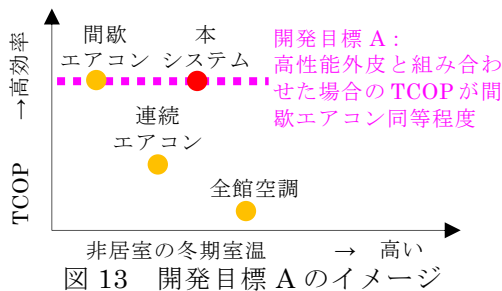 TCOP →高効率
間歇
エアコン
本
システム
開発目標 A：
高性能外皮と組み合わ
せた場合の TCOP が間
歇エアコン同等程度
連続
エアコン
全館空調
非居室の冬期室温 → 高い
図 13 開発目標 A のイメージ